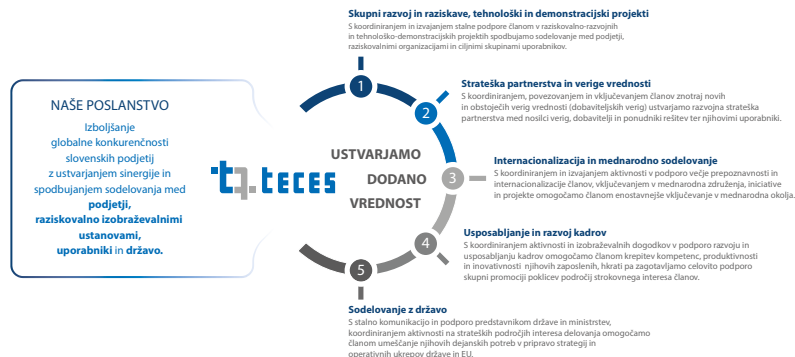 NAŠE POSLANSTVO
Izboljšanje
globalne konkurenčnosti
slovenskih podjetij
z ustvarjanjem sinergije in
spodbujanjem sodelovanja med
podjetji,
raziskovalno izobraževalnimi
ustanovami,
uporabniki in državo.
teces
USTVARJAMO
DODANO
VREDNOST
1
Skupni razvoj in raziskave, tehnološki in demonstracijski projekti
S koordiniranjem in izvajanjem stalne podpore članom v raziskovalno-razvojnih
in tehnološko-demonstracijskih projektih spodbujamo sodelovanje med podjetji,
raziskovalnimi organizacijami in ciljnimi skupinami uporabnikov.
2
Strateška partnerstva in verige vrednosti
S koordiniranjem, povezovanjem in vključevanjem članov znotraj novih
in obstoječih verig vrednosti (dobaviteljskih verig) ustvarjamo razvojna strateška
partnerstva med nosilci verig, dobavitelji in ponudniki rešitev ter njihovimi uporabniki.
3
Internacionalizacija in mednarodno sodelovanje
S koordiniranjem in izvajanjem aktivnosti v podporo večje prepoznavnosti in
internacionalizacije članov, vključevanjem v mednarodna združenja, iniciative
in projekte omogočamo članom enostavnejše vključevanje v mednarodna okolja.
4
Usposabljanje in razvoj kadrov
S koordiniranjem aktivnosti in izobraževalnih dogodkov v podporo razvoju in
usposabljanju kadrov omogočamo članom krepitev kompetenc, produktivnosti
in inovativnosti njihovih zaposlenih, hkrati pa zagotavljamo celovito podporo
skupni promociji poklicev področij strokovnega interesa članov.
5
Sodelovanje z državo
S stalno komunikacijo in podporo predstavnikom države in ministrstev,
koordiniranjem aktivnosti na strateških področjih interesa delovanja omogočamo
članom umeščanje njihovih dejanskih potreb v pripravo strategij in
operativnih ukrepov države in EU.